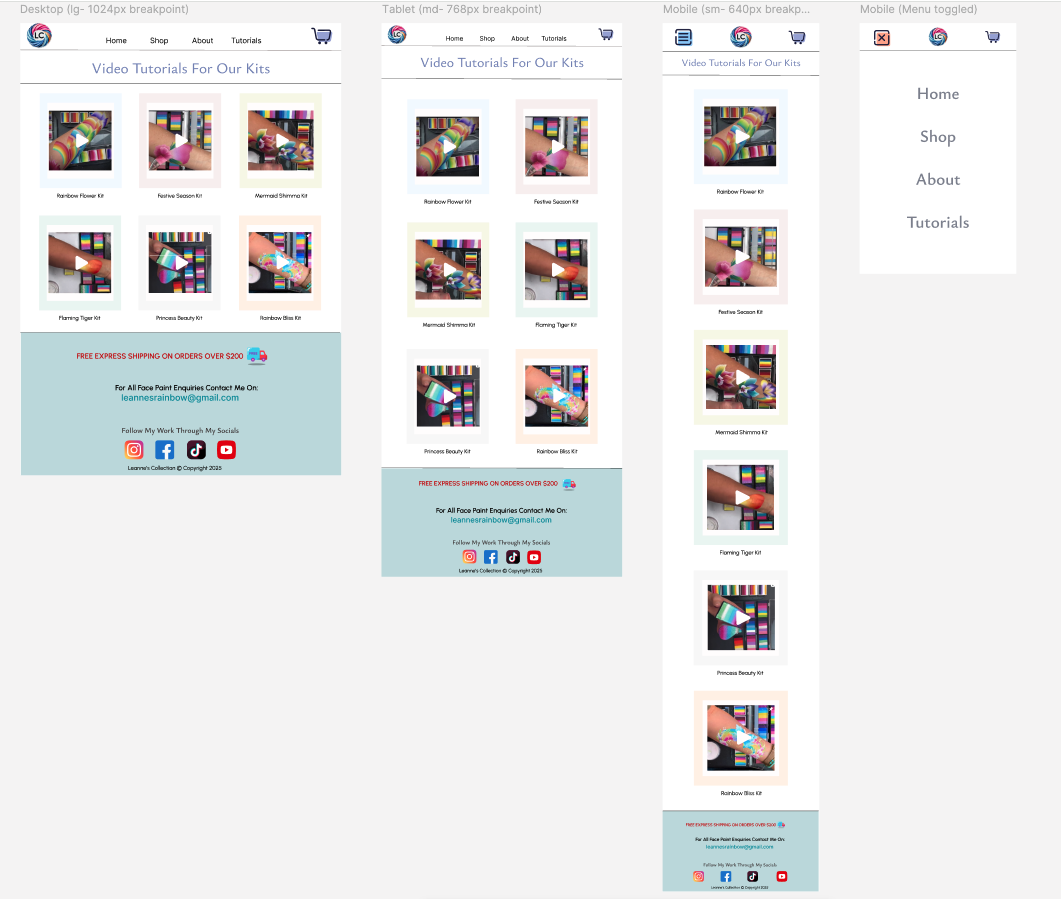 Desktop (lg- 1024px breakpoint)
LC
Home Shop About Tutorials
Video Tutorials For Our Kits
Rainbow Flower Kit Festive Season Kit Mermaid Shimma Kit
Flaming Tiger Kit Princess Beauty Kit Rainbow Bliss Kit
FREE EXPRESS SHIPPING ON ORDERS OVER $200
For All Face Paint Enquiries Contact Me On:
leannesrainbow@gmail.com
Follow My Work Through My Socials
Leanne's Collection © Copyright 2025
Tablet (md- 768px breakpoint)
LC
Home Shop About Tutorials
Video Tutorials For Our Kits
Rainbow Flower Kit Festive Season Kit
Mermaid Shimma Kit Flaming Tiger Kit
Princess Beauty Kit Rainbow Bliss Kit
FREE EXPRESS SHIPPING ON ORDERS OVER $200
For All Face Paint Enquiries Contact Me On:
leannesrainbow@gmail.com
Follow My Work Through My Socials
Leanne's Collection © Copyright 2025
Mobile (sm- 640px breakp...
LC
Video Tutorials For Our Kits
Rainbow Flower Kit
Festive Season Kit
Mermaid Shimma Kit
Flaming Tiger Kit
Princess Beauty Kit
Rainbow Bliss Kit
FREE EXPRESS SHIPPING ON ORDERS OVER $200
For All Face Paint Enquiries Contact Me On:
leannesrainbow@gmail.com
Follow My Work Through My Socials
Leanne's Collection © Copyright 2025
Mobile (Menu toggled)
LC
Home
Shop
About
Tutorials